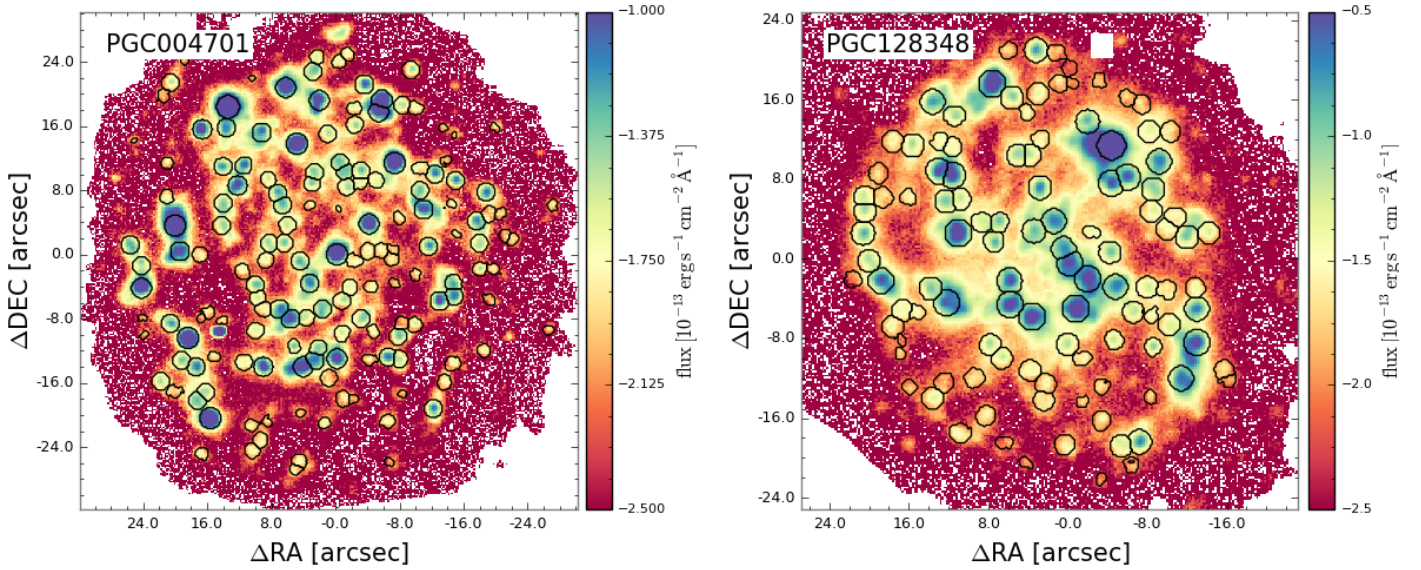 PGC004701
24.0
16.0
8.0
0.0
−8.0
−16.0
−24.0
24.0 16.0 8.0 -0.0 -8.0 -16.0
ΔRA [arcsec]
ΔDEC [arcsec]
−1.000
−1.375
−1.750
−2.125
−2.500
flux [10⁻¹³ ergs⁻¹ cm⁻² Å⁻¹]
PGC128348
24.0
16.0
8.0
0.0
−8.0
−16.0
−24.0
24.0 16.0 8.0 -0.0 -8.0 -16.0
ΔRA [arcsec]
ΔDEC [arcsec]
−0.5
−1.0
−1.5
−2.0
−2.5
flux [10⁻¹³ ergs⁻¹ cm⁻² Å⁻¹]